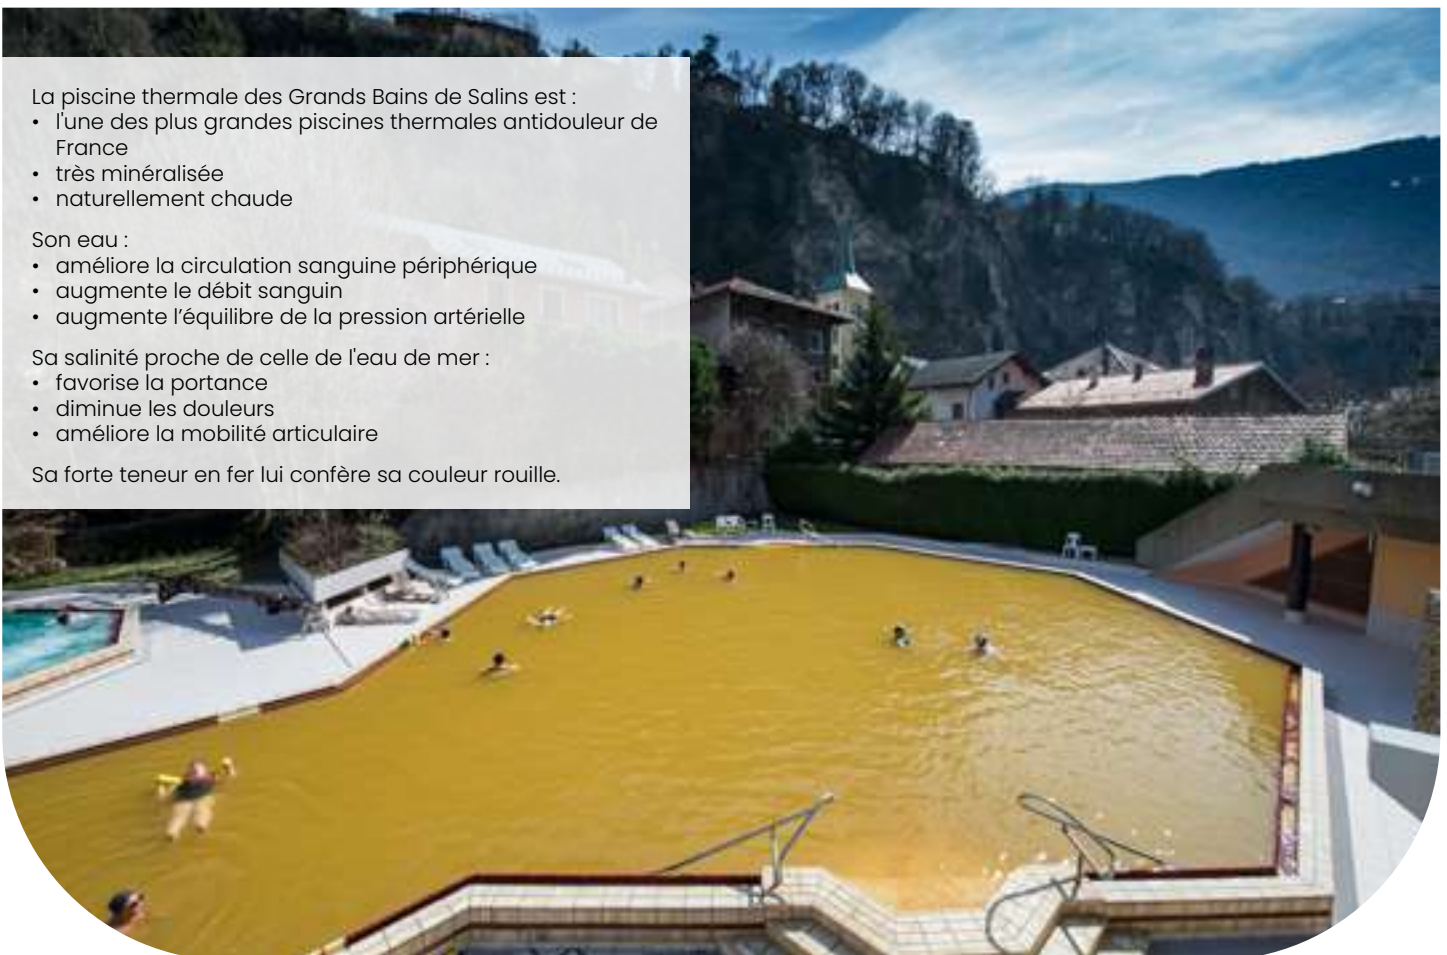 La piscine thermale des Grands Bains de Salins est :
• l'une des plus grandes piscines thermales antidouleur de
France
• très minéralisée
• naturellement chaude
Son eau :
• améliore la circulation sanguine périphérique
• augmente le débit sanguin
• augmente l’équilibre de la pression artérielle
Sa salinité proche de celle de l'eau de mer :
• favorise la portance
• diminue les douleurs
• améliore la mobilité articulaire
Sa forte teneur en fer lui confère sa couleur rouille.